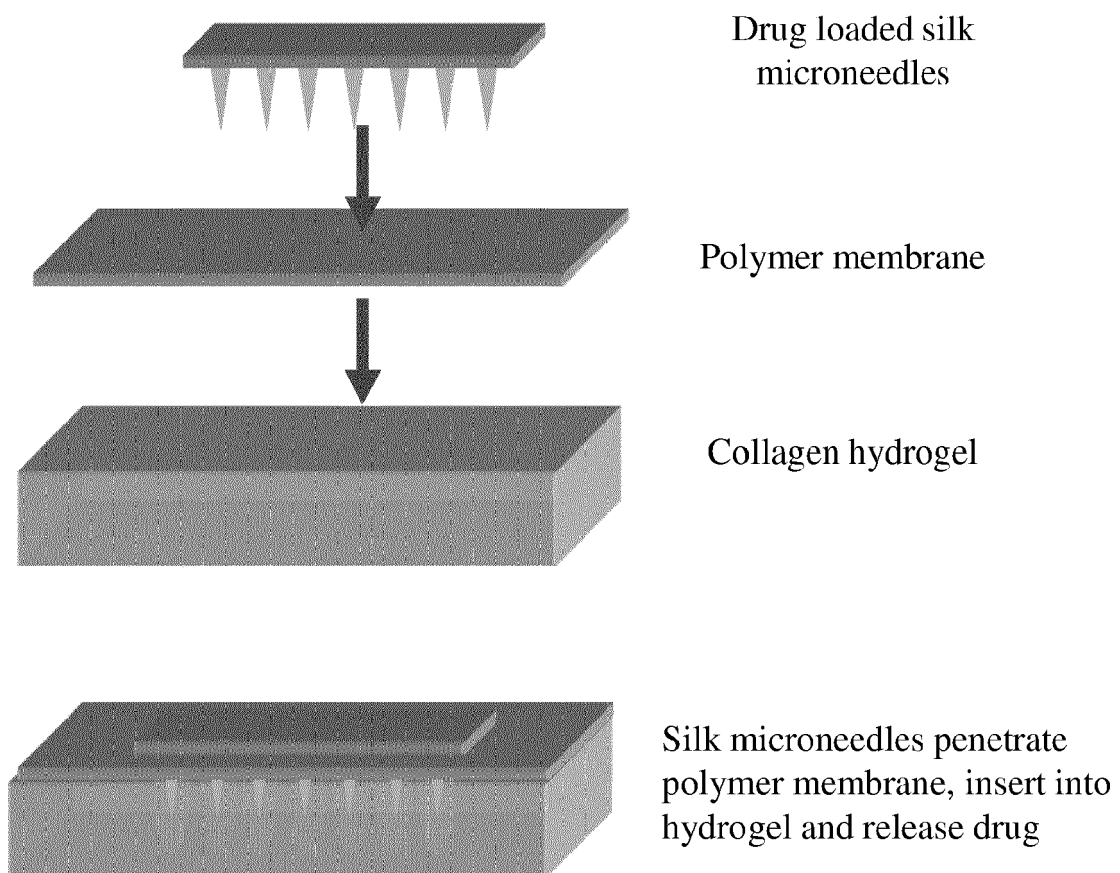 Drug loaded silk
microneedles
Polymer membrane
Collagen hydrogel
Silk microneedles penetrate
polymer membrane, insert into
hydrogel and release drug